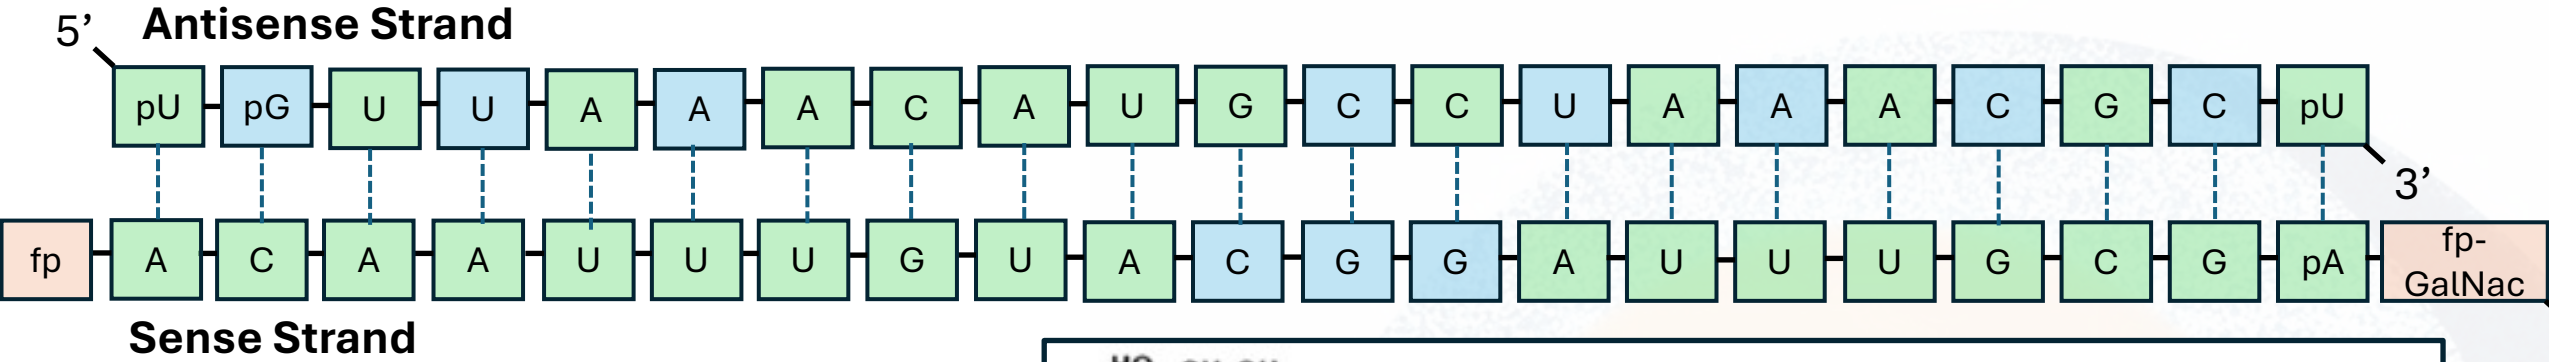 5’ Antisense Strand
pU pG U U A A A C A U G C C U A A A C G C pU
3’
fp A C A A U U U G U A C G G A U U U G C G pA fp-
GalNac
Sense Strand